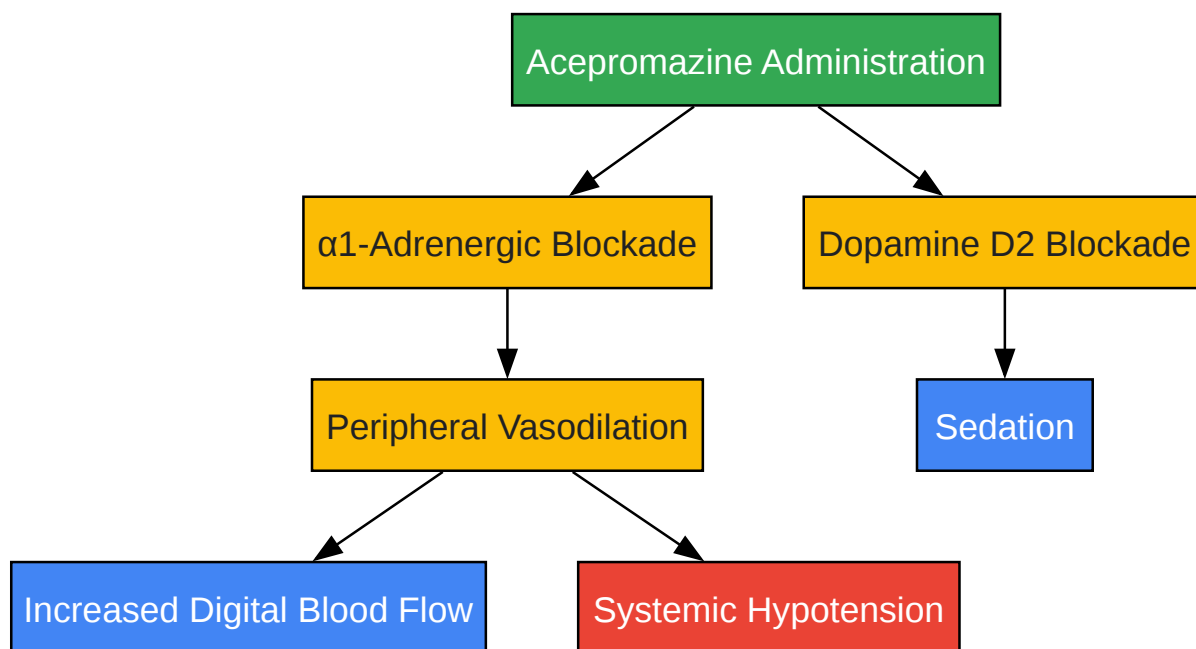 Acepromazine Administration
α1-Adrenergic Blockade
Dopamine D2 Blockade
Peripheral Vasodilation
Sedation
Increased Digital Blood Flow
Systemic Hypotension